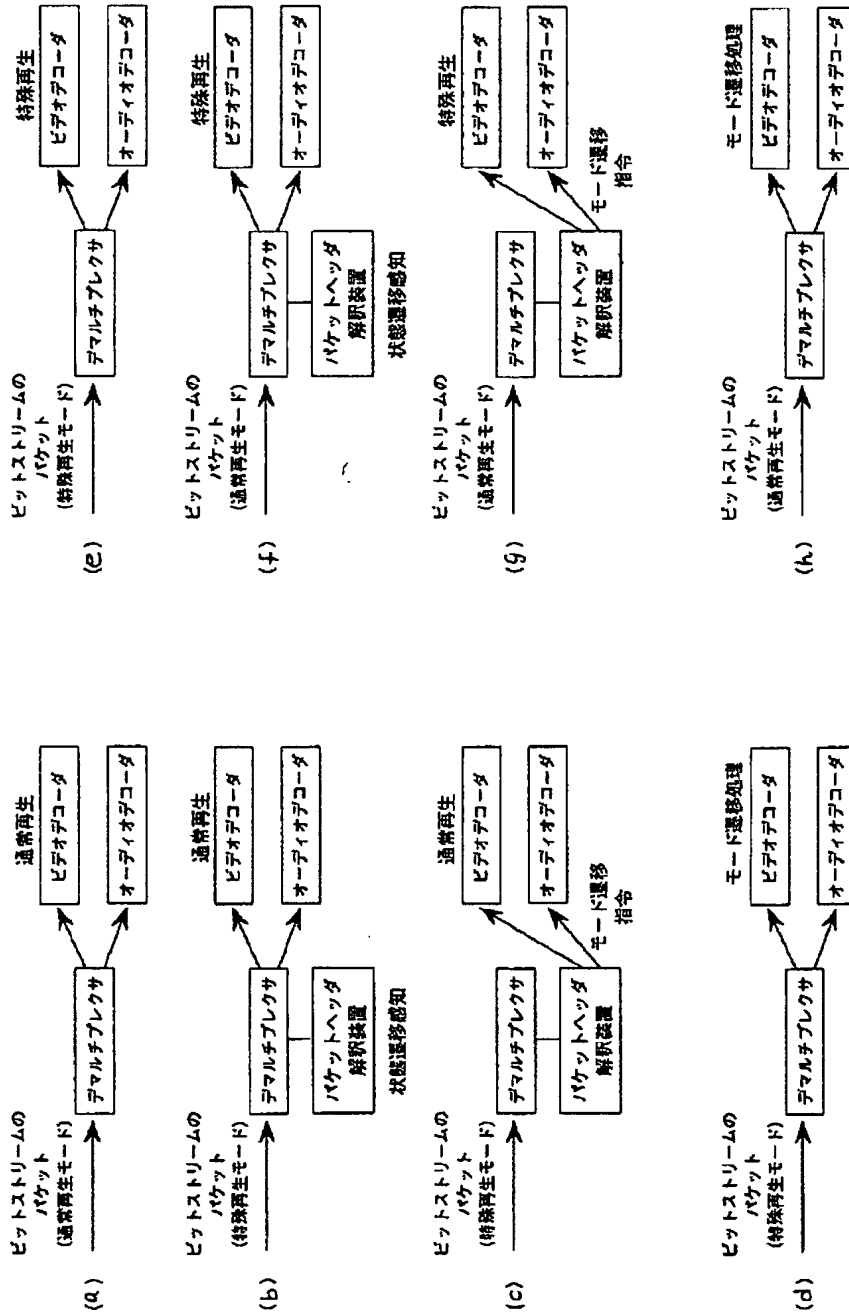 (a)
ビットストリームの
パケット
(通常再生モード)
デマルチプレクサ
通常再生
ビデオデコーダ
オーディオデコーダ
(b)
ビットストリームの
パケット
(特殊再生モード)
デマルチプレクサ
パケットヘッダ
解釈装置
状態遷移感知
通常再生
ビデオデコーダ
オーディオデコーダ
(c)
ビットストリームの
パケット
(特殊再生モード)
デマルチプレクサ
パケットヘッダ
解釈装置
モード遷移
指令
通常再生
ビデオデコーダ
オーディオデコーダ
(d)
ビットストリームの
パケット
(特殊再生モード)
デマルチプレクサ
モード遷移処理
ビデオデコーダ
オーディオデコーダ
(e)
ビットストリームの
パケット
(特殊再生モード)
デマルチプレクサ
特殊再生
ビデオデコーダ
オーディオデコーダ
(f)
ビットストリームの
パケット
(通常再生モード)
デマルチプレクサ
パケットヘッダ
解釈装置
状態遷移感知
特殊再生
ビデオデコーダ
オーディオデコーダ
(g)
ビットストリームの
パケット
(通常再生モード)
デマルチプレクサ
パケットヘッダ
解釈装置
モード遷移
指令
特殊再生
ビデオデコーダ
オーディオデコーダ
(h)
ビットストリームの
パケット
(通常再生モード)
デマルチプレクサ
モード遷移処理
ビデオデコーダ
オーディオデコーダ